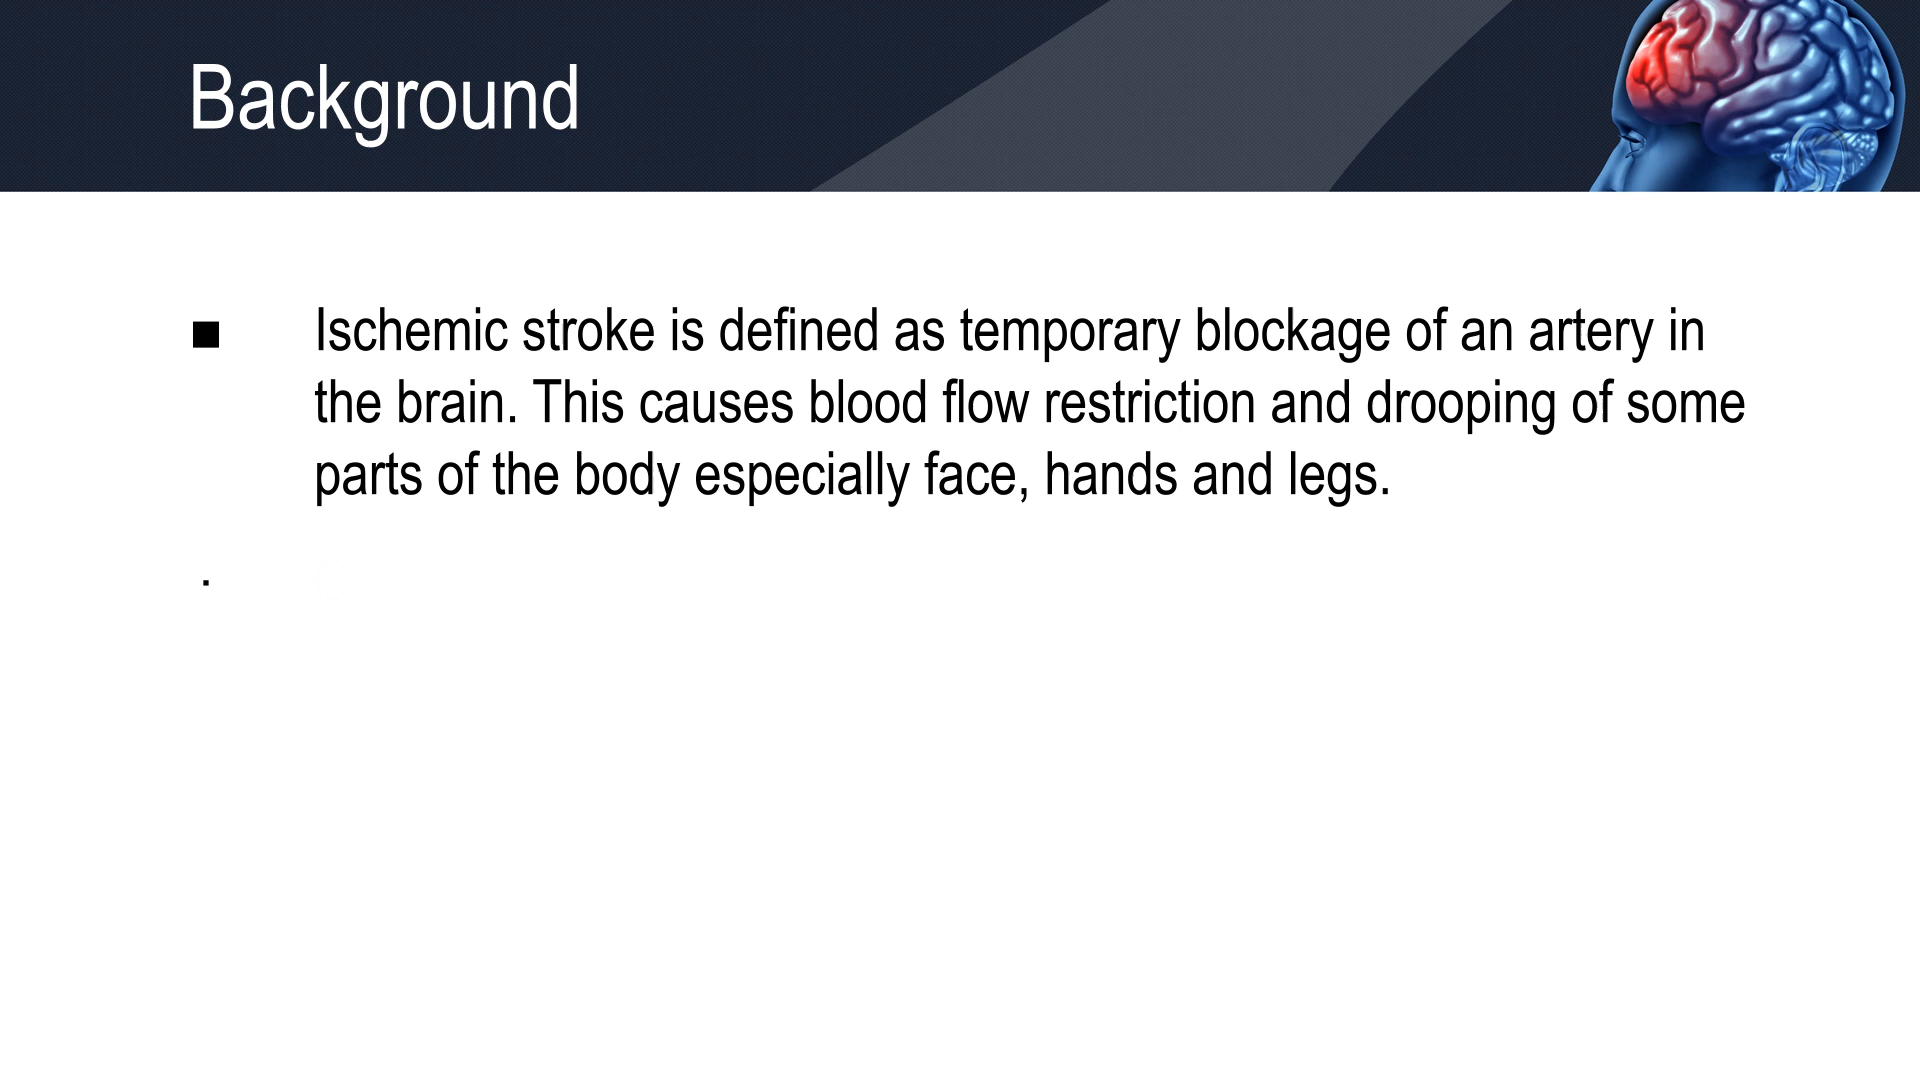 Background
■ Ischemic stroke is defined as temporary blockage of an artery in
the brain. This causes blood flow restriction and drooping of some
parts of the body especially face, hands and legs.
.